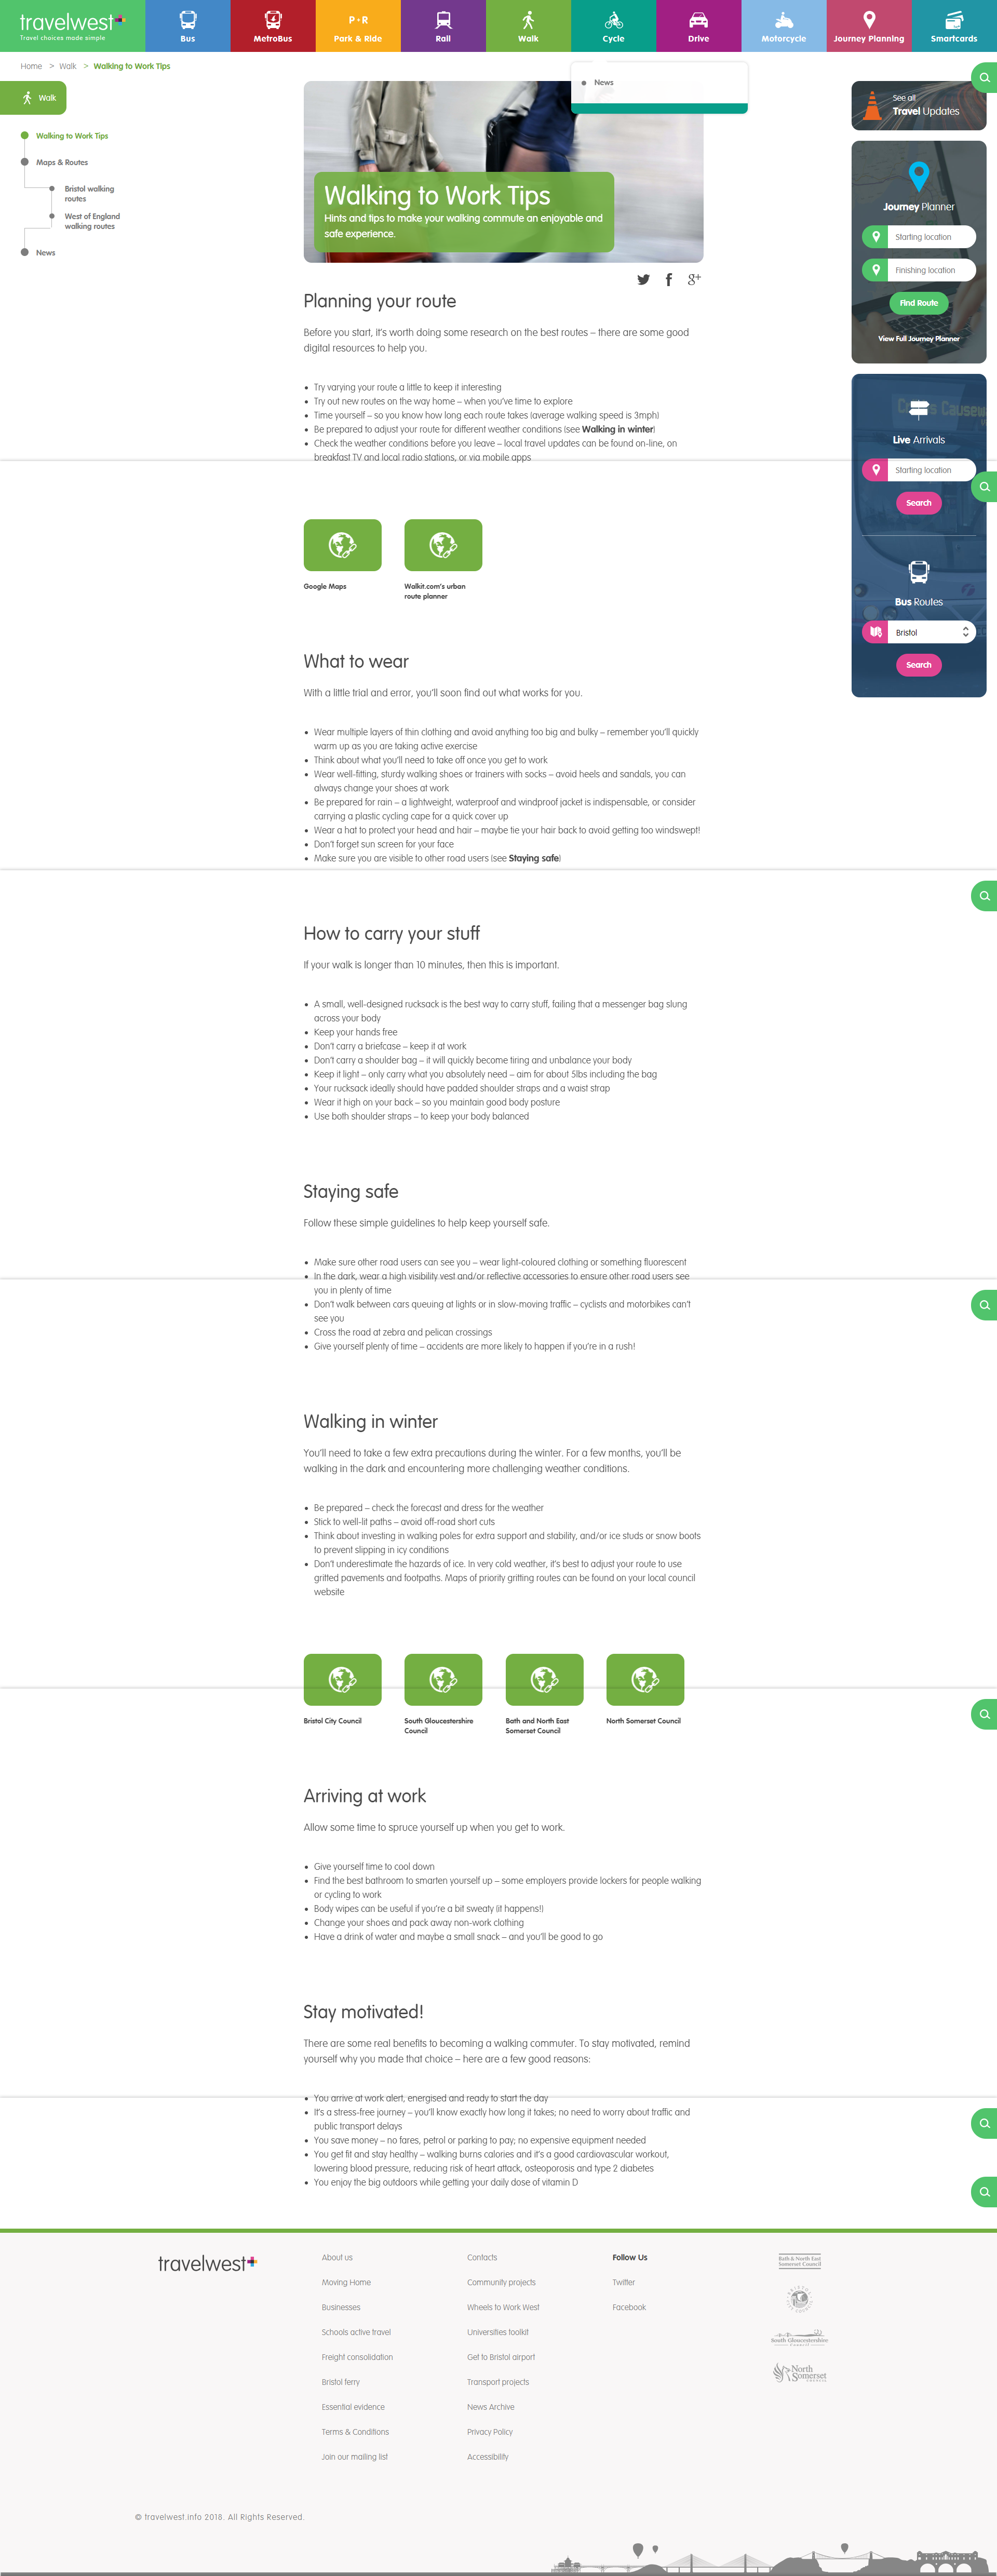 travelwest
Travel choices made simple
Bus
MetroBus
P+R
Park & Ride
Rail
Walk
Cycle
Drive
Motorcycle
Journey Planning
Smartcards
Home > Walk > Walking to Work Tips
News
Walk
Walking to Work Tips
Maps & Routes
Bristol walking
routes
West of England
walking routes
News
Walking to Work Tips
Hints and tips to make your walking commute an enjoyable and
safe experience.
Planning your route
Before you start, it's worth doing some research on the best routes – there are some good
digital resources to help you.
Try varying your route a little to keep it interesting
Try out new routes on the way home – when you've time to explore
Time yourself – so you know how long each route takes (average walking speed is 3mph)
Be prepared to adjust your route for different weather conditions (see Walking in winter)
Check the weather conditions before you leave – local travel updates can be found on-line, on
breakfast TV and local radio stations, or via mobile apps
Google Maps
Walkit.com's urban
route planner
What to wear
With a little trial and error, you'll soon find out what works for you.
Wear multiple layers of thin clothing and avoid anything too big and bulky – remember you'll quickly
warm up as you are taking active exercise
Think about what you'll need to take off once you get to work
Wear well-fitting, sturdy walking shoes or trainers with socks – avoid heels and sandals, you can
always change your shoes at work
Be prepared for rain – a lightweight, waterproof and windproof jacket is indispensable, or consider
carrying a plastic cycling cape for a quick cover up
Wear a hat to protect your head and hair – maybe tie your hair back to avoid getting too windswept!
Don't forget sun screen for your face
Make sure you are visible to other road users (see Staying safe)
How to carry your stuff
If your walk is longer than 10 minutes, then this is important.
A small, well-designed rucksack is the best way to carry stuff, failing that a messenger bag slung
across your body
Keep your hands free
Don't carry a briefcase – keep it at work
Don't carry a shoulder bag – it will quickly become tiring and unbalance your body
Keep it light – only carry what you absolutely need – aim for about 5lbs including the bag
Your rucksack ideally should have padded shoulder straps and a waist strap
Wear it high on your back – so you maintain good body posture
Use both shoulder straps – to keep your body balanced
Staying safe
Follow these simple guidelines to help keep yourself safe.
Make sure other road users can see you – wear light-coloured clothing or something fluorescent
In the dark, wear a high visibility vest and/or reflective accessories to ensure other road users see
you in plenty of time
Don't walk between cars queuing at lights or in slow-moving traffic – cyclists and motorbikes can't
see you
Cross the road at zebra and pelican crossings
Give yourself plenty of time – accidents are more likely to happen if you're in a rush!
Walking in winter
You'll need to take a few extra precautions during the winter. For a few months, you'll be
walking in the dark and encountering more challenging weather conditions.
Be prepared – check the forecast and dress for the weather
Stick to well-lit paths – avoid off-road short cuts
Think about investing in walking poles for extra support and stability, and/or ice studs or snow boots
to prevent slipping in icy conditions
Don't underestimate the hazards of ice. In very cold weather, it's best to adjust your route to use
gritted pavements and footpaths. Maps of priority gritting routes can be found on your local council
website
Bristol City Council
South Gloucestershire
Council
Bath and North East
Somerset Council
North Somerset Council
Arriving at work
Allow some time to spruce yourself up when you get to work.
Give yourself time to cool down
Find the best bathroom to smarten yourself up – some employers provide lockers for people walking
or cycling to work
Body wipes can be useful if you're a bit sweaty (it happens!)
Change your shoes and pack away non-work clothing
Have a drink of water and maybe a small snack – and you'll be good to go
Stay motivated!
There are some real benefits to becoming a walking commuter. To stay motivated, remind
yourself why you made that choice – here are a few good reasons:
You arrive at work alert, energised and ready to start the day
It's a stress-free journey – you'll know exactly how long it takes; no need to worry about traffic and
public transport delays
You save money – no fares, petrol or parking to pay; no expensive equipment needed
You get fit and stay healthy – walking burns calories and it's a good cardiovascular workout,
lowering blood pressure, reducing risk of heart attack, osteoporosis and type 2 diabetes
You enjoy the big outdoors while getting your daily dose of vitamin D
See all
Travel Updates
Journey Planner
Starting location
Finishing location
Find Route
View Full Journey Planner
Live Arrivals
Starting location
Search
Bus Routes
Bristol
Search
travelwest
About us
Moving Home
Businesses
Schools active travel
Freight consolidation
Bristol ferry
Essential evidence
Terms & Conditions
Join our mailing list
Contacts
Community projects
Wheels to Work West
Universities toolkit
Get to Bristol airport
Transport projects
News Archive
Privacy Policy
Accessibility
Follow Us
Twitter
Facebook
Bath & North East
Somerset Council
South Gloucestershire
North
Somerset
© travelwest.info 2018. All Rights Reserved.